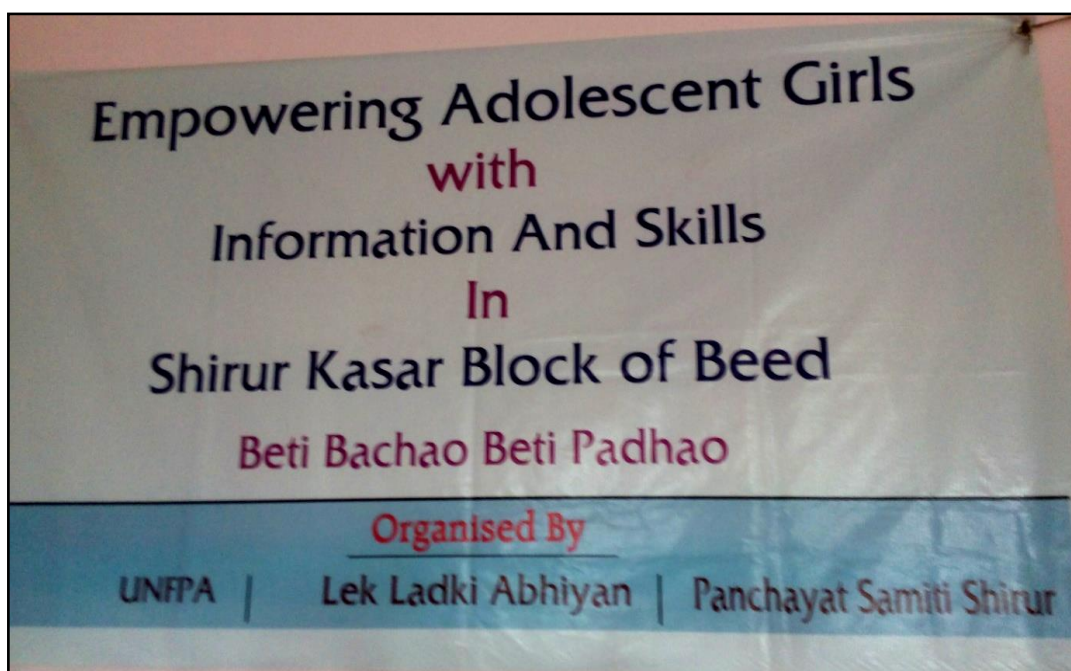 Empowering Adolescent Girls
with
Information And Skills
In
Shirur Kasar Block of Beed
Beti Bachao Beti Padhao
Organised By
UNFPA | Lek Ladki Abhiyan | Panchayat Samiti Shirur